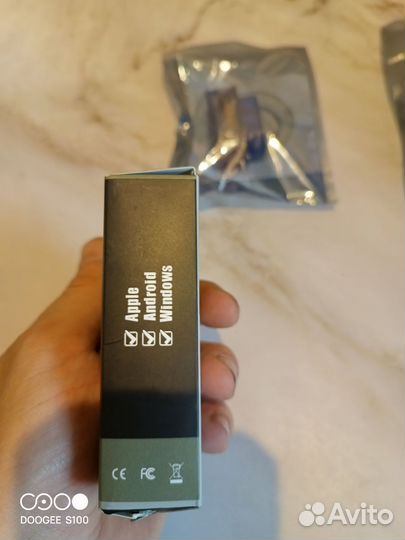 Apple
Android
Windows
CE FC
DOOGEE S100
Avito